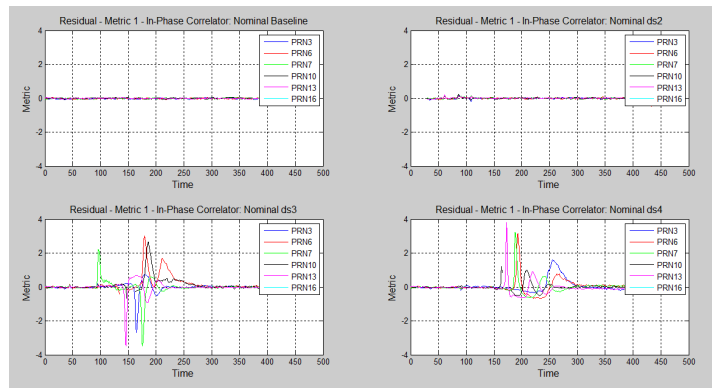 Residual - Metric 1 - In-Phase Correlator: Nominal Baseline
4
2
0
-2
-4
Metric
0 50 100 150 200 250 300 350 400 450 500
Time
PRN3
PRN6
PRN7
PRN10
PRN13
PRN16
Residual - Metric 1 - In-Phase Correlator: Nominal ds2
4
2
0
-2
-4
Metric
0 50 100 150 200 250 300 350 400 450 500
Time
PRN3
PRN6
PRN7
PRN10
PRN13
PRN16
Residual - Metric 1 - In-Phase Correlator: Nominal ds3
4
2
0
-2
-4
Metric
0 50 100 150 200 250 300 350 400 450 500
Time
PRN3
PRN6
PRN7
PRN10
PRN13
PRN16
Residual - Metric 1 - In-Phase Correlator: Nominal ds4
4
2
0
-2
-4
Metric
0 50 100 150 200 250 300 350 400 450 500
Time
PRN3
PRN6
PRN7
PRN10
PRN13
PRN16